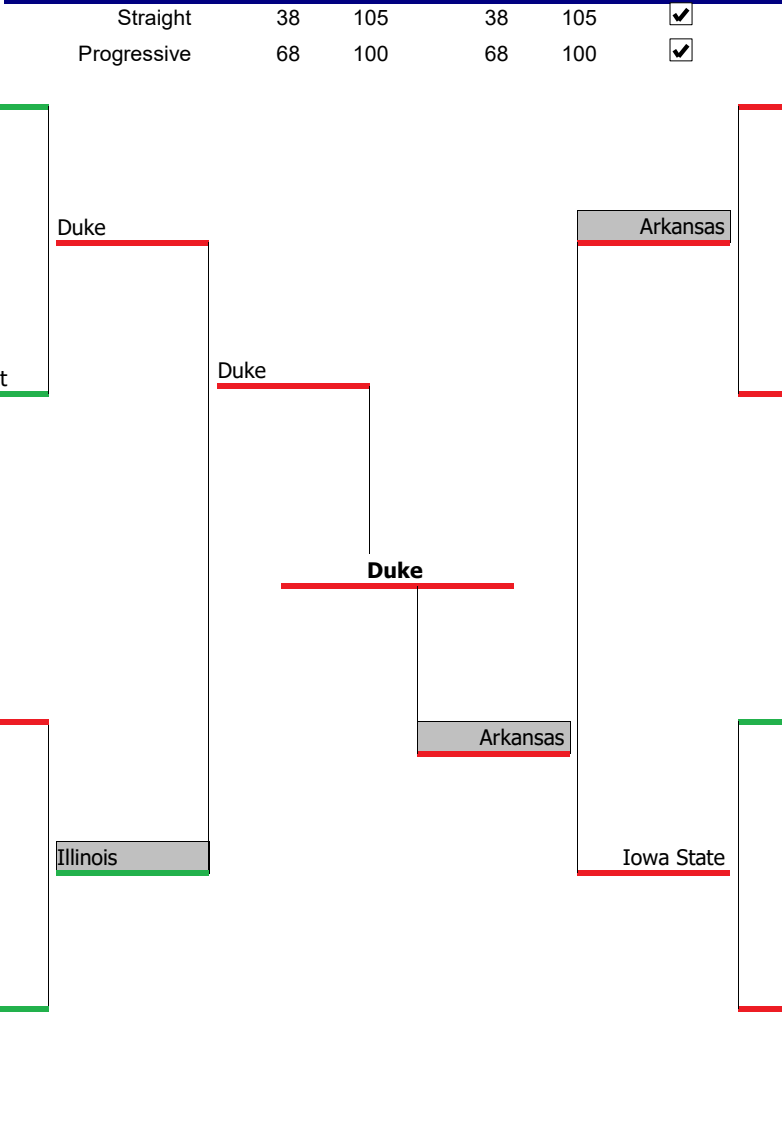 Straight 38 105 38 105
Progressive 68 100 68 100
Duke
Arkansas
t
Duke
Duke
Arkansas
Illinois
Iowa State